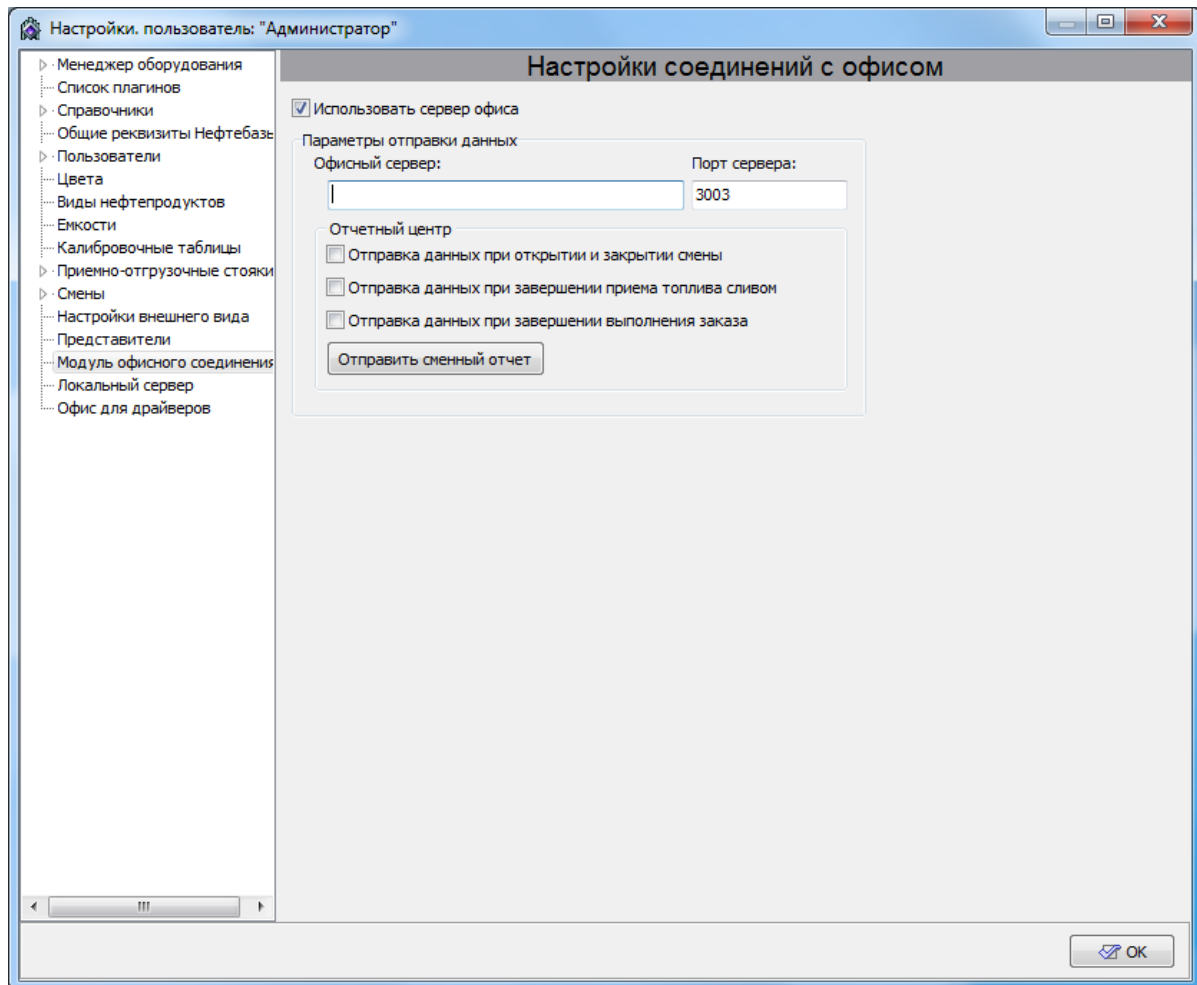 Настройки. пользователь: "Администратор"
Менеджер оборудования
Список плагинов
Справочники
Общие реквизиты Нефтебазь
Пользователи
Цвета
Виды нефтепродуктов
Емкости
Калибровочные таблицы
Приемно-отгрузочные стояки
Смены
Настройки внешнего вида
Представители
Модуль офисного соединения
Локальный сервер
Офис для драйверов
Настройки соединений с офисом
Использовать сервер офиса
Параметры отправки данных
Офисный сервер: Порт сервера:
3003
Отчетный центр
Отправка данных при открытии и закрытии смены
Отправка данных при завершении приема топлива сливом
Отправка данных при завершении выполнения заказа
Отправить сменный отчет
OK